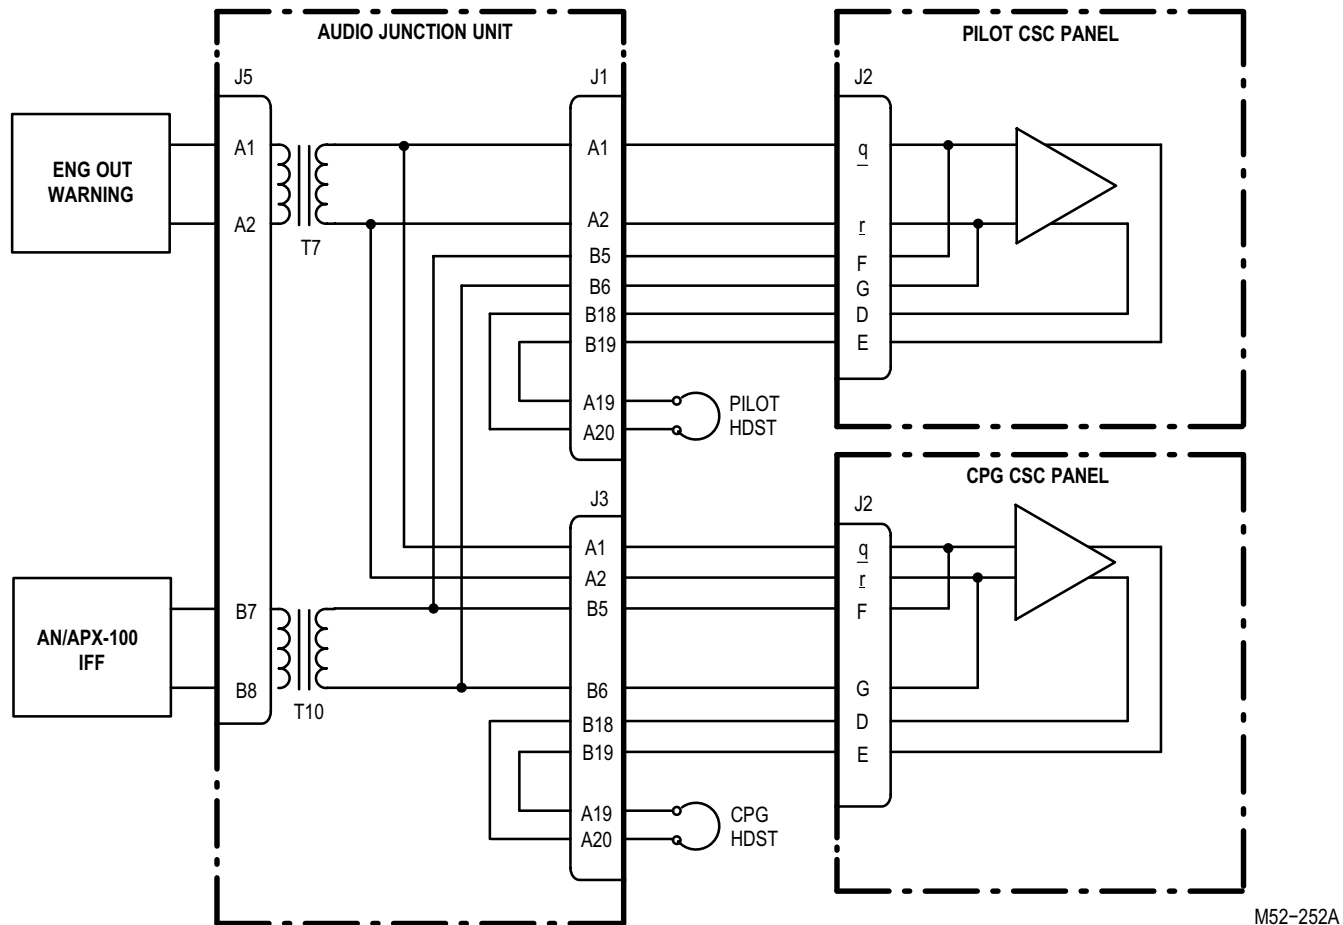 AUDIO JUNCTION UNIT
PILOT CSC PANEL
J5
J1
J2
ENG OUT
WARNING
A1
A2
T7
A1
A2
B5
B6
B18
B19
A19
A20
PILOT
HDST
q
r
F
G
D
E
CPG CSC PANEL
J3
J2
AN/APX-100
IFF
B7
B8
T10
A1
A2
B5
B6
B18
B19
A19
A20
CPG
HDST
q
r
F
G
D
E
M52-252A